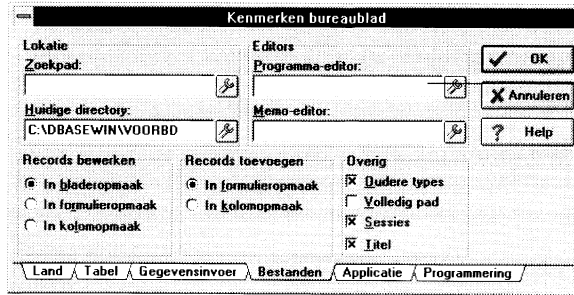 Kenmerken bureaublad
Lokatie
Zoekpad:
Huidige directory:
C:\DBASEWIN\VOORBD
Editors
Programma-editor:
Memo-editor:
OK
Annuleren
Help
Records bewerken
In bladeropmaak
In formulieropmaak
In kolomopmaak
Records toevoegen
In formulieropmaak
In kolomopmaak
Overig
Oudere types
Volledig pad
Sessies
Titel
Land
Tabel
Gegevensinvoer
Bestanden
Applicatie
Programmering